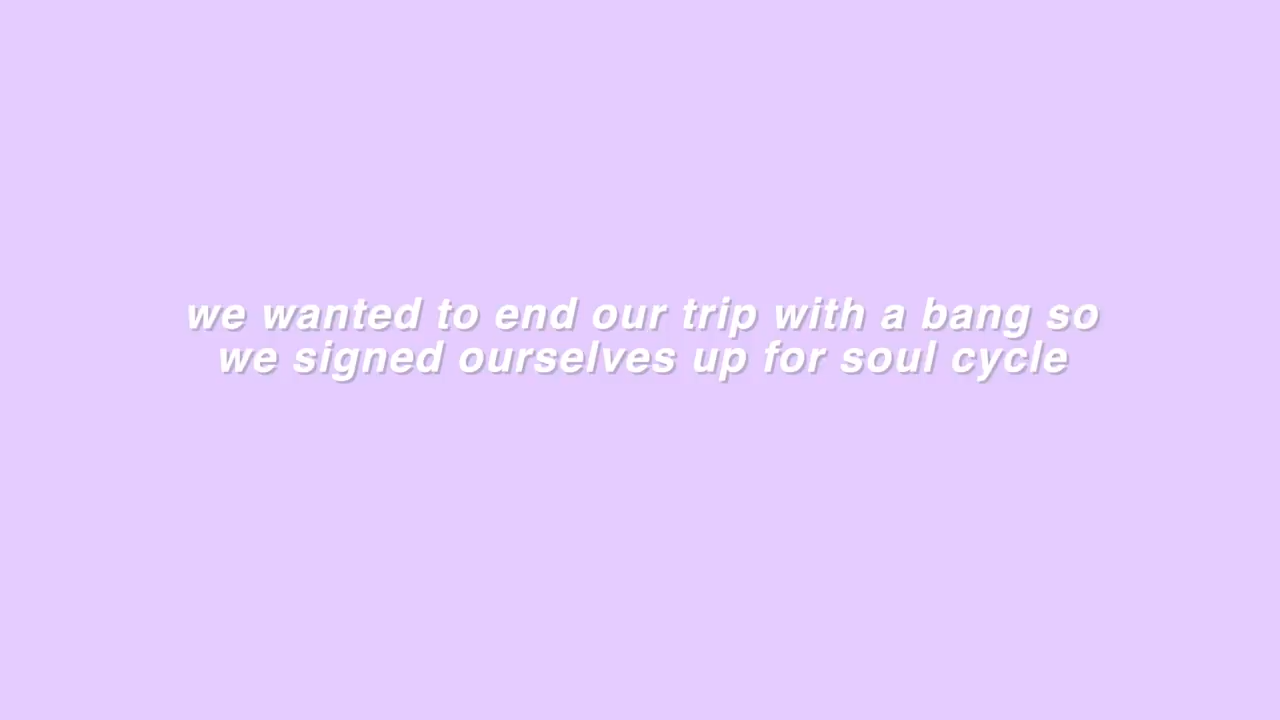 we wanted to end our trip with a bang so
we signed ourselves up for soul cycle